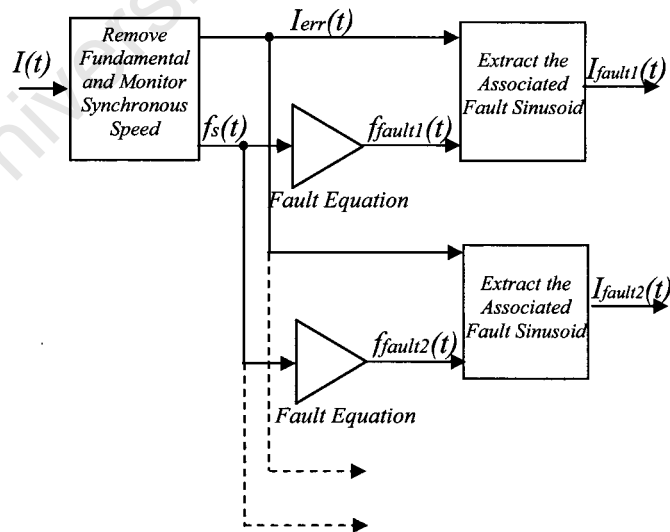 I(t)
Remove
Fundamental
and Monitor
Synchronous
Speed
Ierr(t)
fs(t)
ffault1(t)
Fault Equation
Extract the
Associated
Fault Sinusoid
Ifault1(t)
ffault2(t)
Fault Equation
Extract the
Associated
Fault Sinusoid
Ifault2(t)